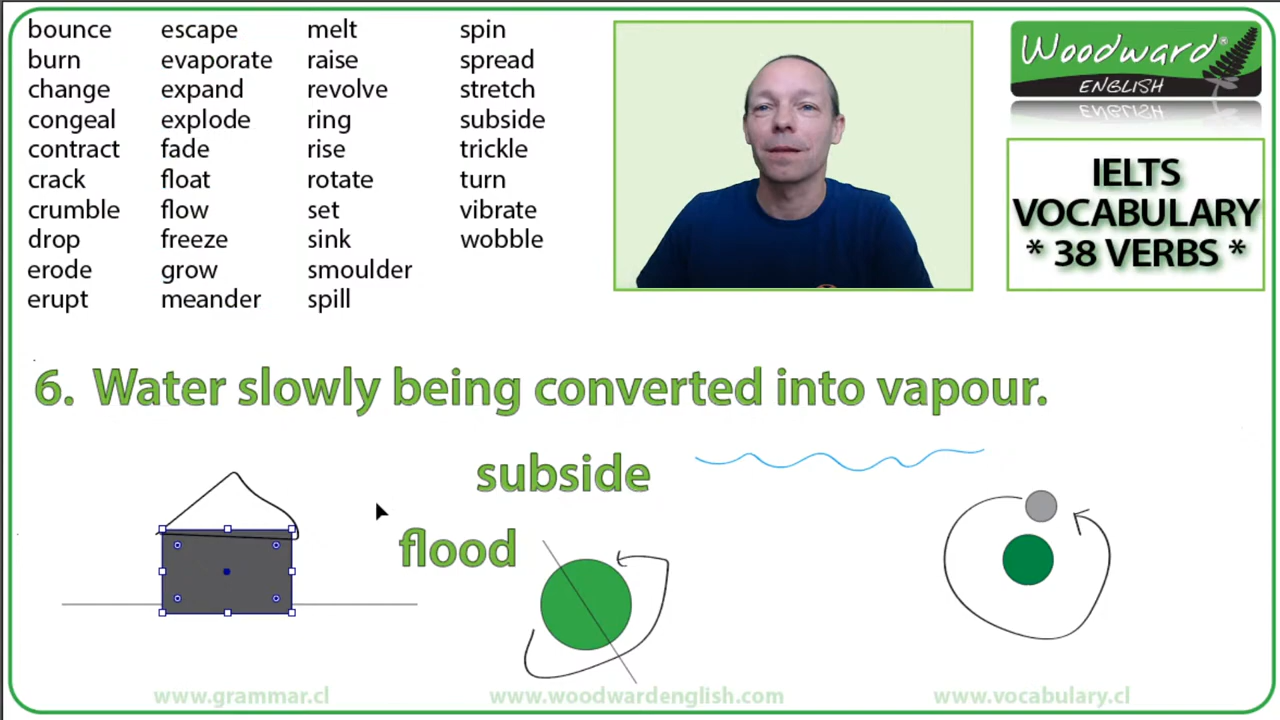 bounce
burn
change
congeal
contract
crack
crumble
drop
erode
erupt
escape
evaporate
expand
explode
fade
float
flow
freeze
grow
meander
melt
raise
revolve
ring
rise
rotate
set
sink
smoulder
spill
spin
spread
stretch
subside
trickle
turn
vibrate
wobble
Woodward®
ENGLISH
IELTS
VOCABULARY
* 38 VERBS *
6. Water slowly being converted into vapour.
subside
flood
www.grammar.cl
www.woodwardenglish.com
www.vocabulary.cl